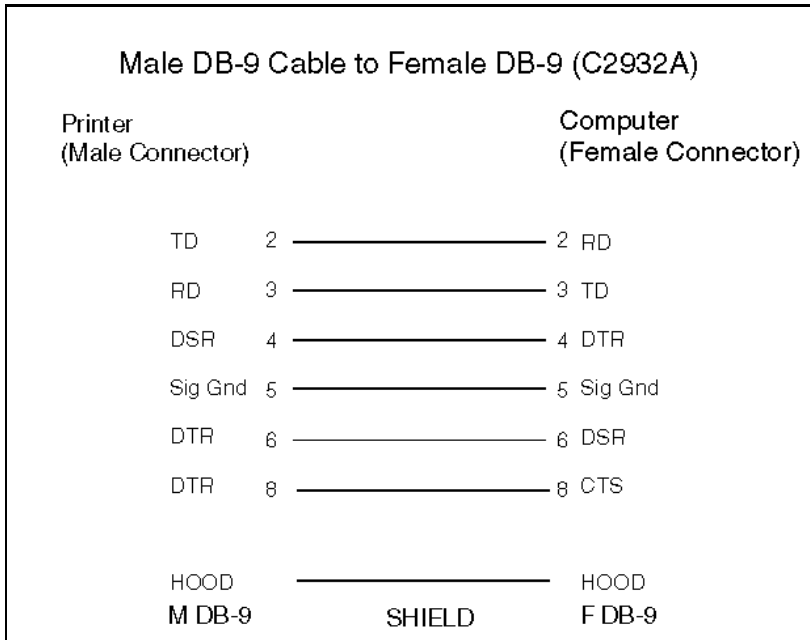 Male DB-9 Cable to Female DB-9 (C2932A)
Printer
(Male Connector)
Computer
(Female Connector)
TD 2 2 RD
RD 3 3 TD
DSR 4 4 DTR
Sig Gnd 5 5 Sig Gnd
DTR 6 6 DSR
DTR 8 8 CTS
HOOD HOOD
M DB-9 SHIELD F DB-9